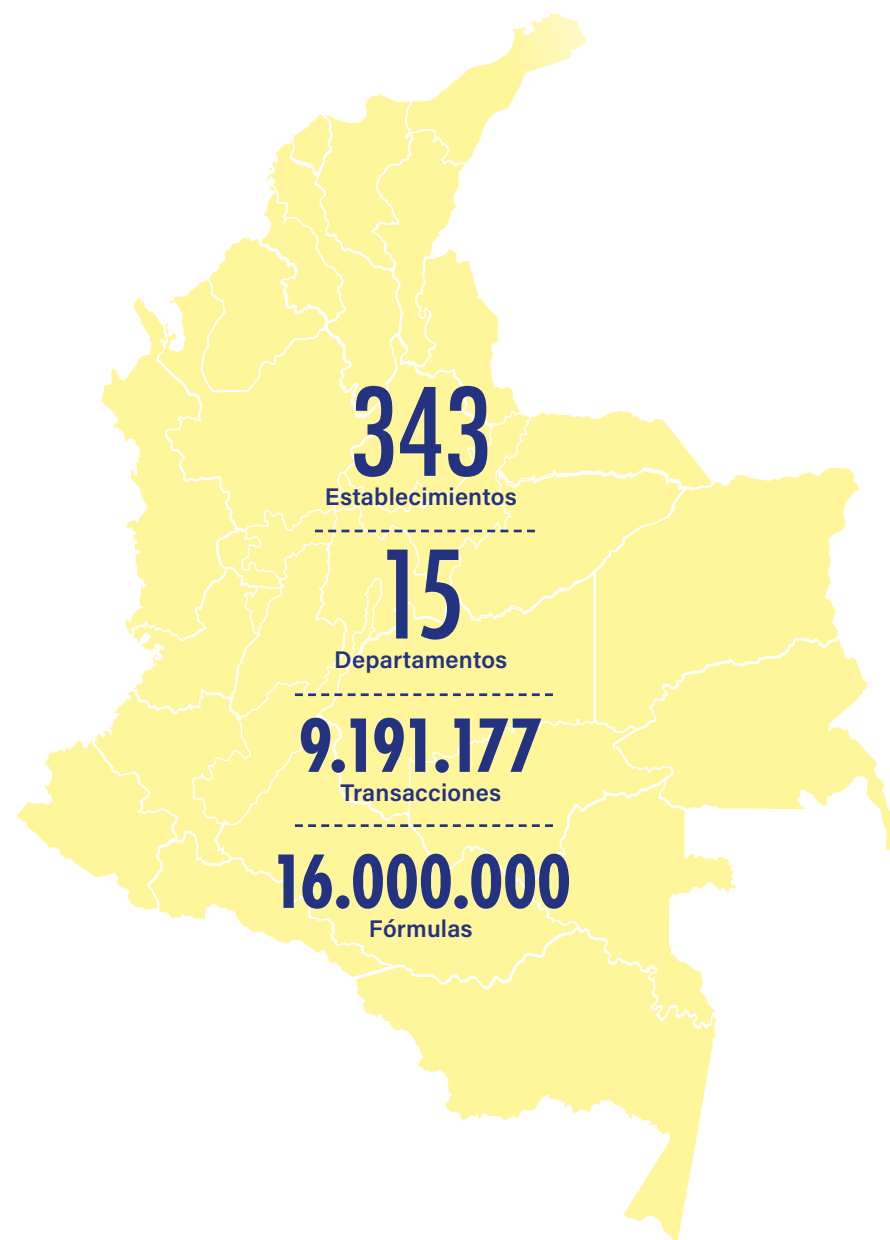 343
Establecimientos
15
Departamentos
9.191.177
Transacciones
16.000.000
Fórmulas